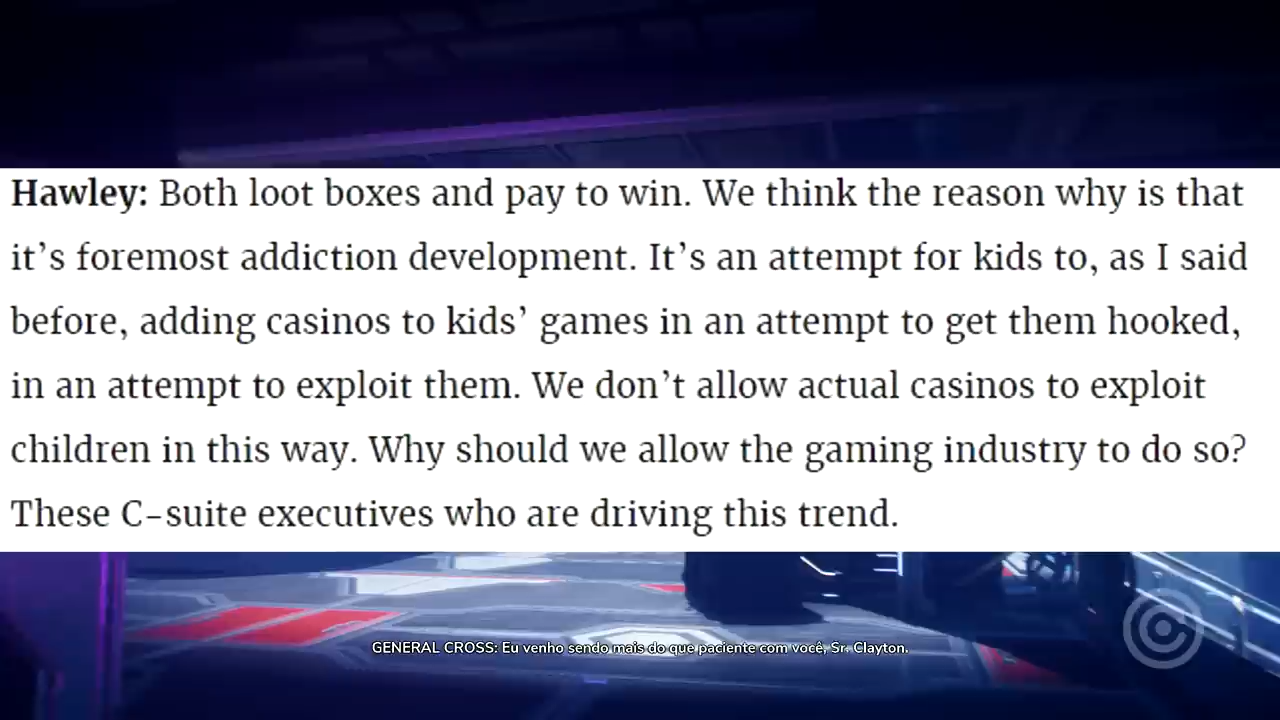 Hawley: Both loot boxes and pay to win. We think the reason why is that
it’s foremost addiction development. It’s an attempt for kids to, as I said
before, adding casinos to kids’ games in an attempt to get them hooked,
in an attempt to exploit them. We don’t allow actual casinos to exploit
children in this way. Why should we allow the gaming industry to do so?
These C-suite executives who are driving this trend.
GENERAL CROSS: Eu venho sendo mais do que paciente com você, Sr. Clayton.